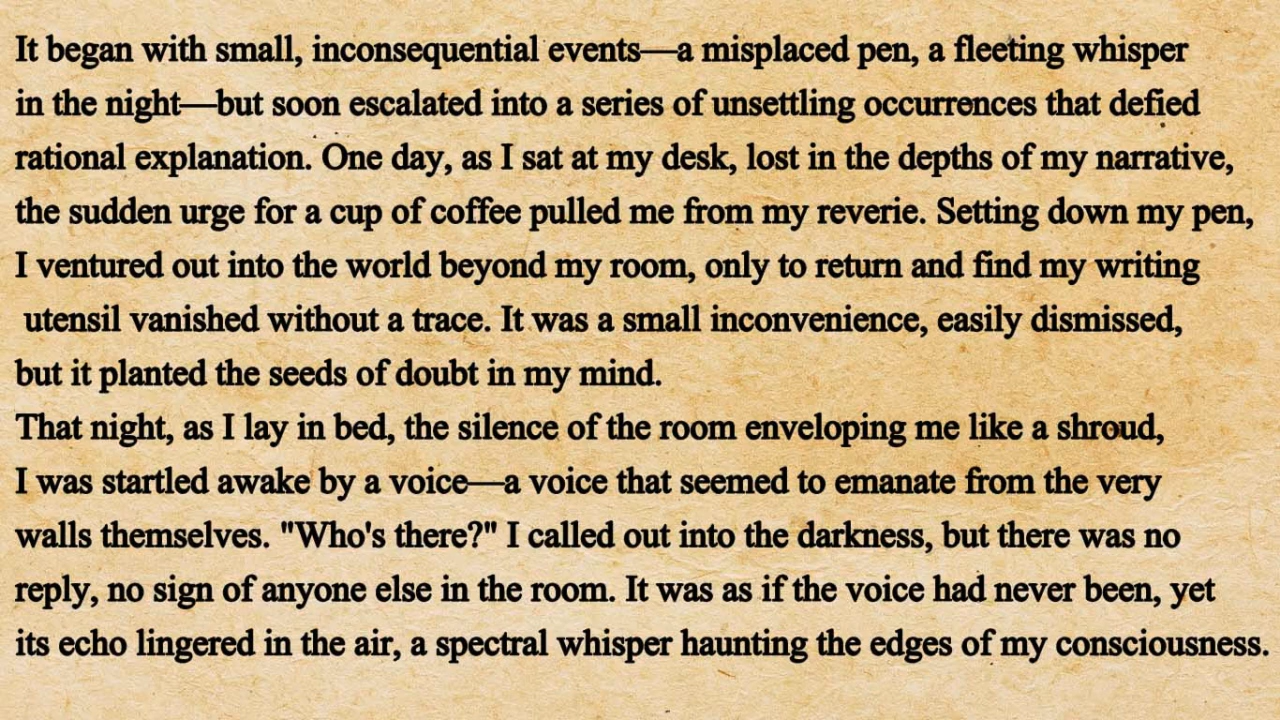 It began with small, inconsequential events—a misplaced pen, a fleeting whisper
in the night—but soon escalated into a series of unsettling occurrences that defied
rational explanation. One day, as I sat at my desk, lost in the depths of my narrative,
the sudden urge for a cup of coffee pulled me from my reverie. Setting down my pen,
I ventured out into the world beyond my room, only to return and find my writing
utensil vanished without a trace. It was a small inconvenience, easily dismissed,
but it planted the seeds of doubt in my mind.
That night, as I lay in bed, the silence of the room enveloping me like a shroud,
I was startled awake by a voice—a voice that seemed to emanate from the very
walls themselves. "Who's there?" I called out into the darkness, but there was no
reply, no sign of anyone else in the room. It was as if the voice had never been, yet
its echo lingered in the air, a spectral whisper haunting the edges of my consciousness.